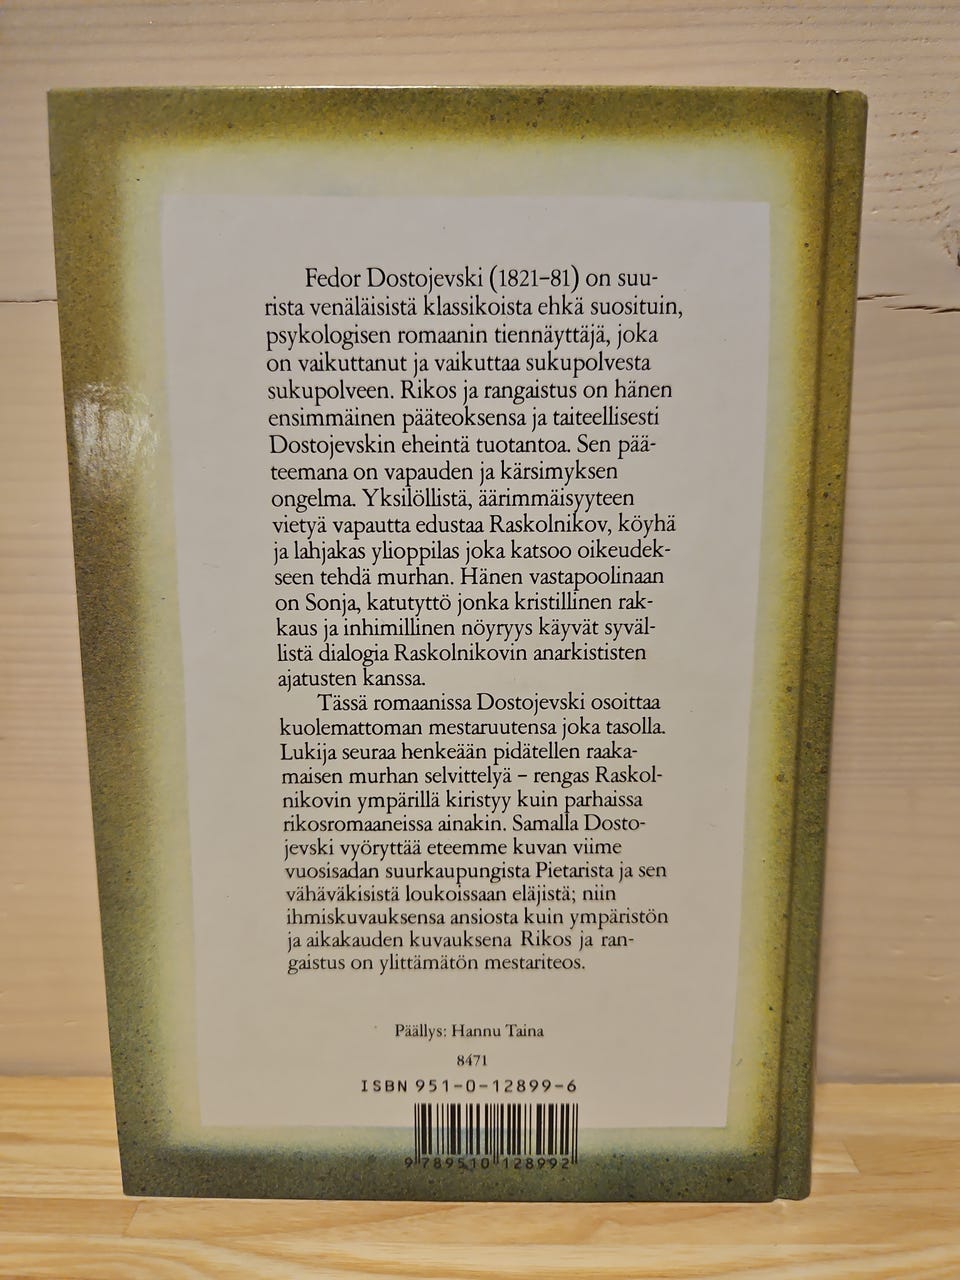 Fedor Dostojevski (1821–81) on suu-
rista venäläisistä klassikoista ehkä suosituin,
psykologisen romaanin tiennäyttäjä, joka
on vaikuttanut ja vaikuttaa sukupolvesta
sukupolveen. Rikos ja rangaistus on hänen
ensimmäinen pääteoksensa ja taiteellisesti
Dostojevskin eheintä tuotantoa. Sen pää-
teemana on vapauden ja kärsimyksen
ongelma. Yksilöllistä, äärimmäisyyteen
vietyä vapautta edustaa Raskolnikov, köyhä
ja lahjakas ylioppilas joka katsoo oikeudek-
seen tehdä murhan. Hänen vastapoolinaan
on Sonja, katutyttö jonka kristillinen rak-
kaus ja inhimillinen nöyryys käyvät syväl-
listä dialogia Raskolnikovin anarkististen
ajatusten kanssa.
Tässä romaanissa Dostojevski osoittaa
kuolemattoman mestaruutensa joka tasolla.
Lukija seuraa henkeään pidätellen raaka-
maisen murhan selvittelyä – rengas Raskol-
nikovin ympärillä kiristyy kuin parhaissa
rikosromaaneissa ainakin. Samalla Dosto-
jevski vyöryttää eteemme kuvan viime
vuosisadan suurkaupungista Pietarista ja sen
vähäväkisistä loukoissaan eläjistä; niin
ihmiskuvauksensa ansiosta kuin ympäristön
ja aikakauden kuvauksena Rikos ja ran-
gaistus on ylittämätön mestariteos.
Päällys: Hannu Taina
8471
ISBN 951-0-12899-6
9 789510 128992